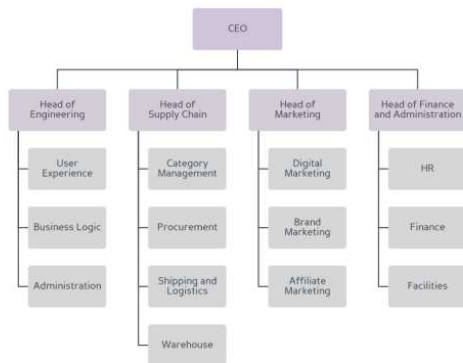 CEO
Head of
Engineering
Head of
Supply Chain
Head of
Marketing
Head of Finance
and Administration
User
Experience
Category
Management
Digital
Marketing
HR
Business Logic
Procurement
Brand
Marketing
Finance
Administration
Shipping and
Logistics
Affiliate
Marketing
Facilities
Warehouse